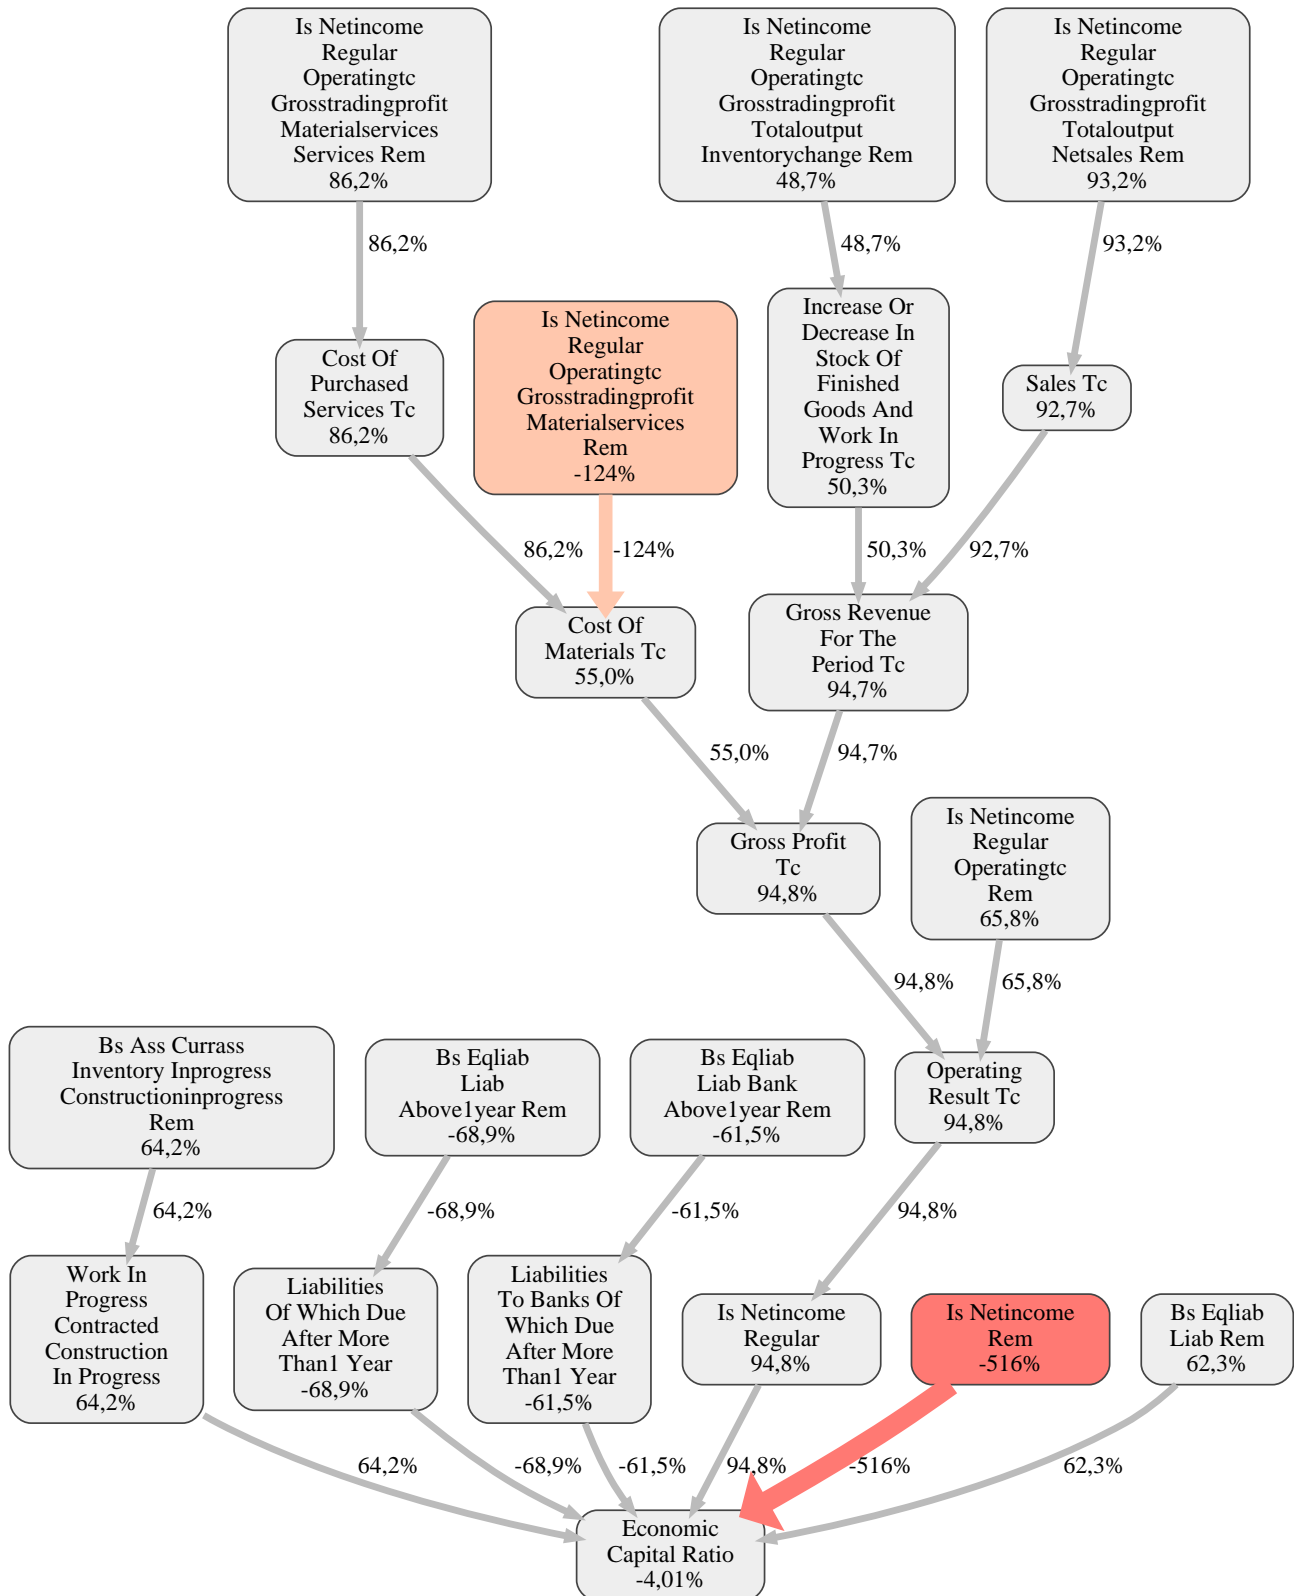 Is Netincome
Regular
Operatingtc
Grosstradingprofit
Materialservices
Services Rem
86,2%
Is Netincome
Regular
Operatingtc
Grosstradingprofit
Totaloutput
Inventorychange Rem
48,7%
Is Netincome
Regular
Operatingtc
Grosstradingprofit
Totaloutput
Netsales Rem
93,2%
86,2%
48,7%
93,2%
Cost Of
Purchased
Services Tc
86,2%
Is Netincome
Regular
Operatingtc
Grosstradingprofit
Materialservices
Rem
-124%
Increase Or
Decrease In
Stock Of
Finished
Goods And
Work In
Progress Tc
50,3%
Sales Tc
92,7%
86,2%
-124%
50,3%
92,7%
Cost Of
Materials Tc
55,0%
Gross Revenue
For The
Period Tc
94,7%
55,0%
94,7%
Gross Profit
Tc
94,8%
Is Netincome
Regular
Operatingtc
Rem
65,8%
94,8%
65,8%
Bs Ass Currass
Inventory Inprogress
Constructioninprogress
Rem
64,2%
Bs Eqliab
Liab
Above1year Rem
-68,9%
Bs Eqliab
Liab Bank
Above1year Rem
-61,5%
Operating
Result Tc
94,8%
64,2%
-68,9%
-61,5%
94,8%
Work In
Progress
Contracted
Construction
In Progress
64,2%
Liabilities
Of Which Due
After More
Than1 Year
-68,9%
Liabilities
To Banks Of
Which Due
After More
Than1 Year
-61,5%
Is Netincome
Regular
94,8%
Is Netincome
Rem
-516%
Bs Eqliab
Liab Rem
62,3%
64,2%
-68,9%
-61,5%
94,8%
-516%
62,3%
Economic
Capital Ratio
-4,01%